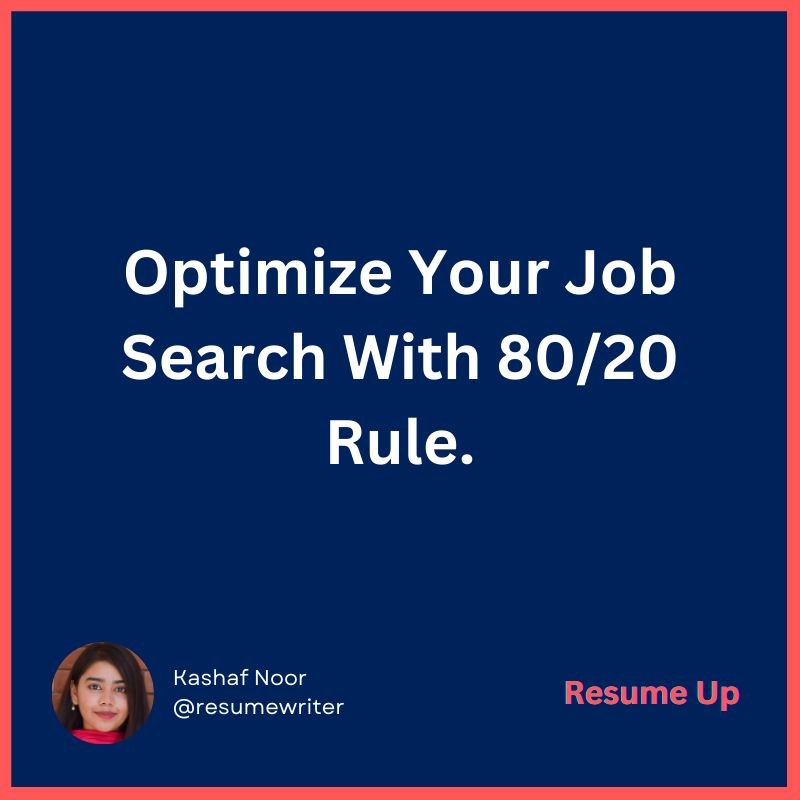 Optimize Your Job
Search With 80/20
Rule.
Kashaf Noor
@resumewriter
Resume Up